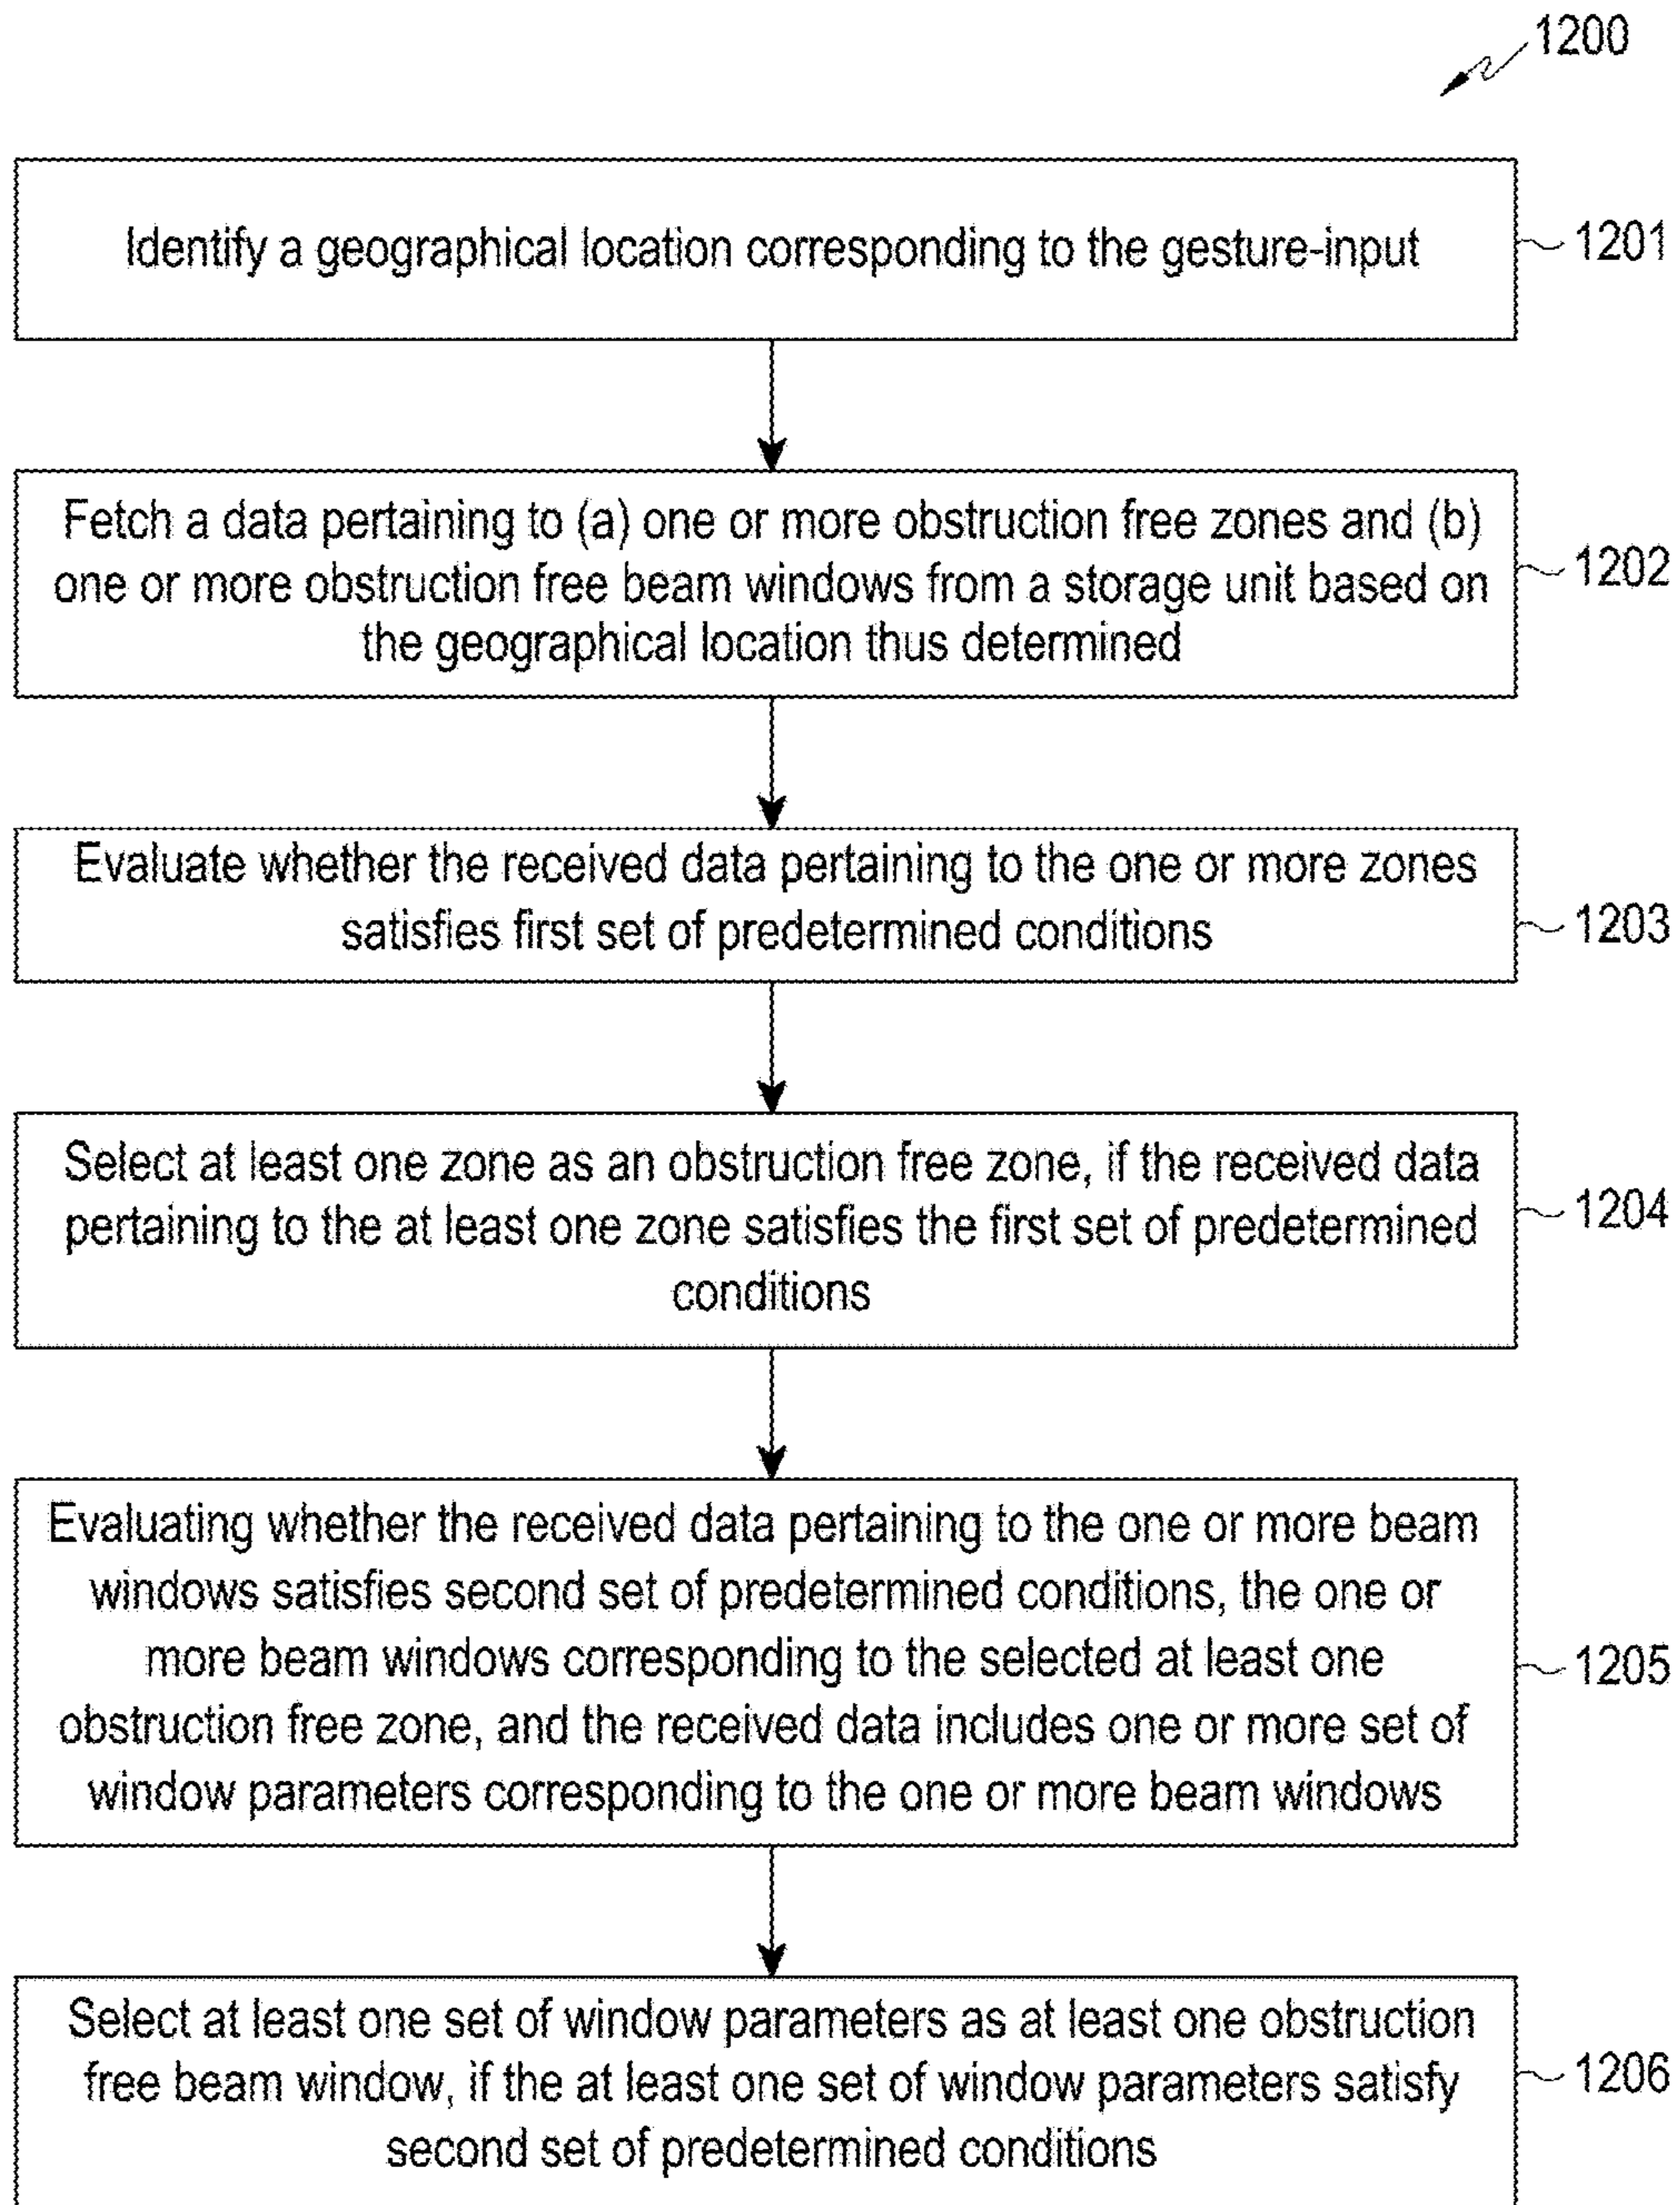 1200
Identify a geographical location corresponding to the gesture-input
1201
Fetch a data pertaining to (a) one or more obstruction free zones and (b)
one or more obstruction free beam windows from a storage unit based on
the geographical location thus determined
1202
Evaluate whether the received data pertaining to the one or more zones
satisfies first set of predetermined conditions
1203
Select at least one zone as an obstruction free zone, if the received data
pertaining to the at least one zone satisfies the first set of predetermined
conditions
1204
Evaluating whether the received data pertaining to the one or more beam
windows satisfies second set of predetermined conditions, the one or
more beam windows corresponding to the selected at least one
obstruction free zone, and the received data includes one or more set of
window parameters corresponding to the one or more beam windows
1205
Select at least one set of window parameters as at least one obstruction
free beam window, if the at least one set of window parameters satisfy
second set of predetermined conditions
1206